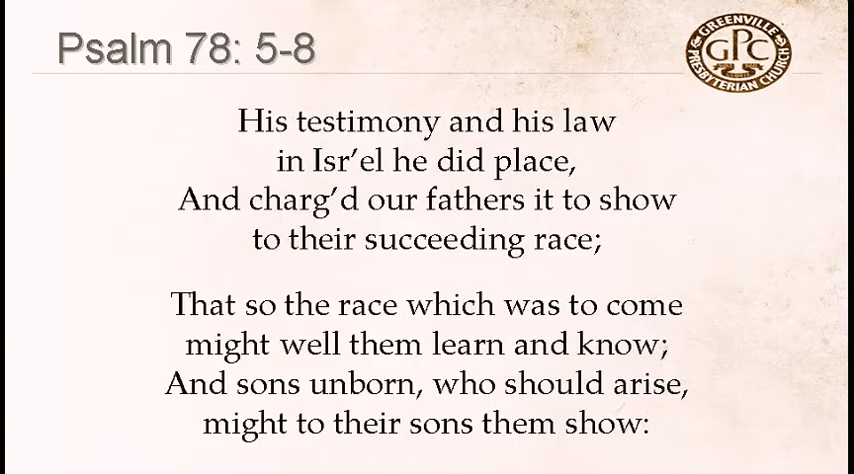 Psalm 78: 5-8
GREENVILLE
GPC
PRESBYTERIAN CHURCH
His testimony and his law
in Isr’el he did place,
And charg’d our fathers it to show
to their succeeding race;
That so the race which was to come
might well them learn and know;
And sons unborn, who should arise,
might to their sons them show: